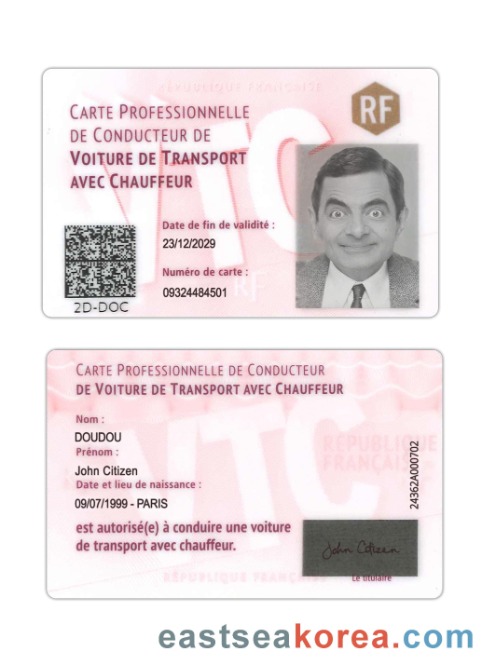 RÉPUBLIQUE FRANÇAISE
CARTE PROFESSIONNELLE
DE CONDUCTEUR DE
VOITURE DE TRANSPORT
AVEC CHAUFFEUR
RF
VTC
Date de fin de validité :
23/12/2029
Numéro de carte :
09324484501
RF
2D-DOC
CARTE PROFESSIONNELLE DE CONDUCTEUR
DE VOITURE DE TRANSPORT AVEC CHAUFFEUR
VTC
Nom :
DOUDOU
Prénom :
John Citizen
Date et lieu de naissance :
09/07/1999 - PARIS
RÉPUBLIQUE
FRANÇAISE
24362A000702
est autorisé(e) à conduire une voiture
de transport avec chauffeur.
John Citizen
Le titulaire
RÉPUBLIQUE FRANÇAISE
eastseakorea.com